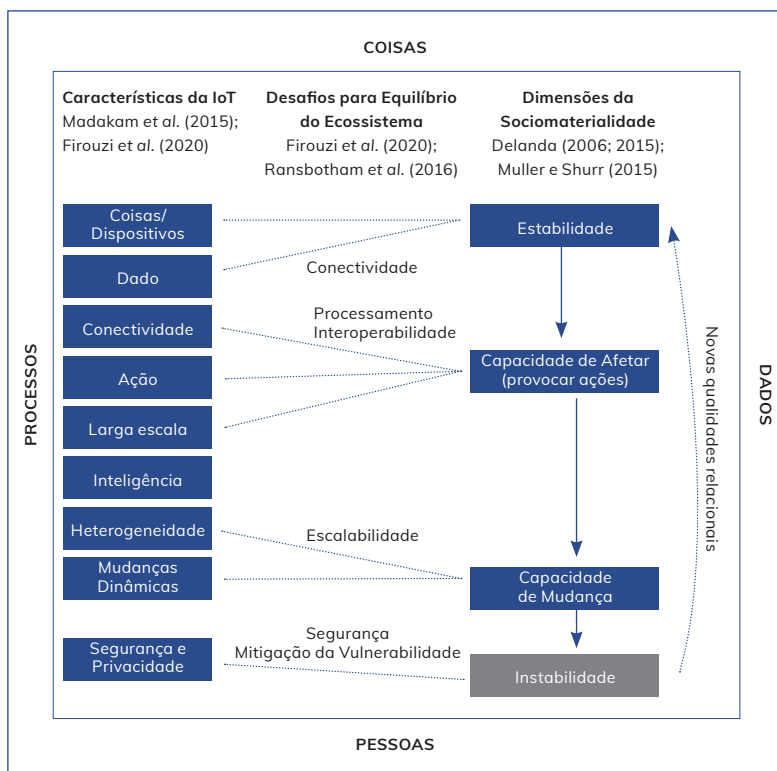 COISAS
Características da IoT
Madakam et al. (2015);
Firouzi et al. (2020)
Desafios para Equilíbrio
do Ecossistema
Firouzi et al. (2020);
Ransbotham et al. (2016)
Dimensões da
Sociomaterialidade
Delanda (2006; 2015);
Muller e Shurr (2015)
Coisas/
Dispositivos
Dado
Conectividade
Ação
Larga escala
Inteligência
Heterogeneidade
Mudanças
Dinâmicas
Segurança e
Privacidade
Conectividade
Processamento
Interoperabilidade
Escalabilidade
Segurança
Mitigação da Vulnerabilidade
Estabilidade
Capacidade de Afetar
(provocar ações)
Capacidade
de Mudança
Instabilidade
Novas qualidades relacionais
PROCESSOS
DADOS
PESSOAS